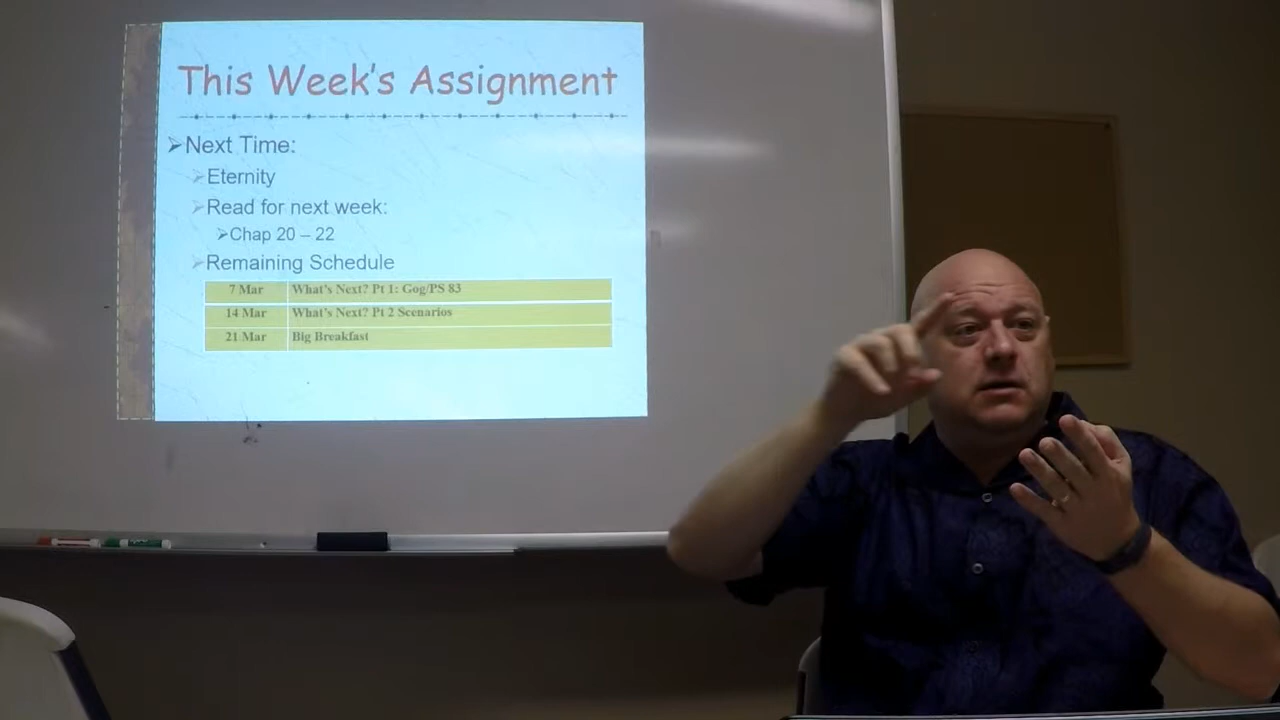 This Week's Assignment
Next Time:
Eternity
Read for next week:
Chap 20 – 22
Remaining Schedule
7 Mar What's Next? Pt 1: Gog/PS 83
14 Mar What's Next? Pt 2 Scenarios
21 Mar Big Breakfast